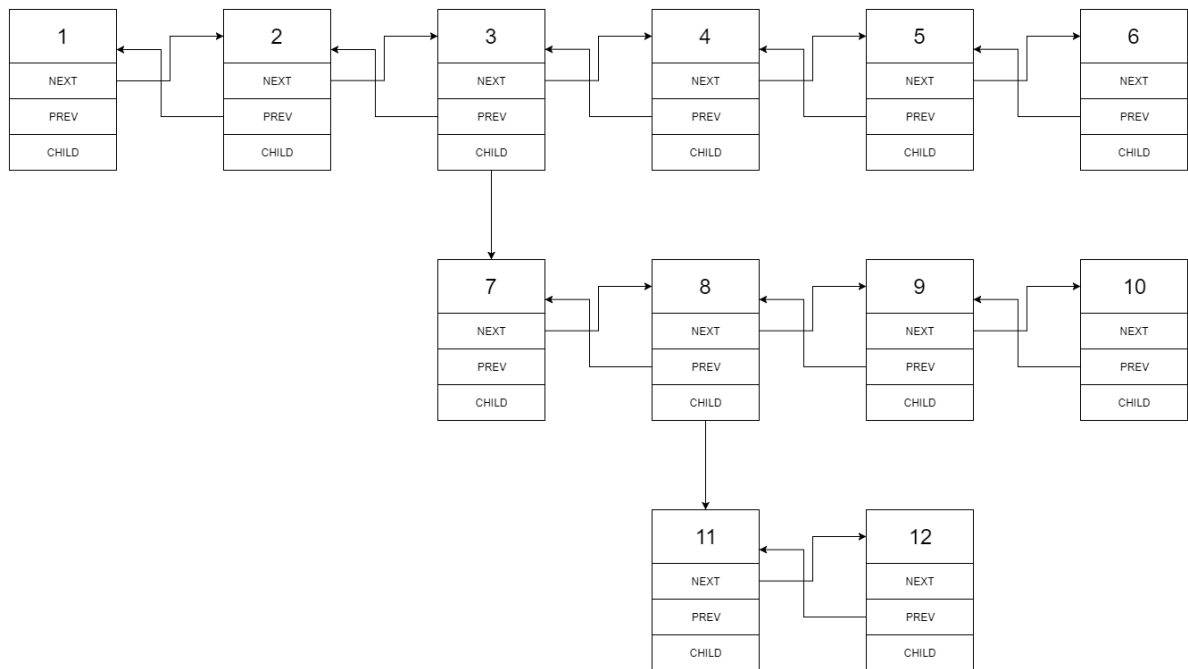 1 2 3 4 5 6
NEXT NEXT NEXT NEXT NEXT NEXT
PREV PREV PREV PREV PREV PREV
CHILD CHILD CHILD CHILD CHILD CHILD
7 8 9 10
NEXT NEXT NEXT NEXT
PREV PREV PREV PREV
CHILD CHILD CHILD CHILD
11 12
NEXT NEXT
PREV PREV
CHILD CHILD